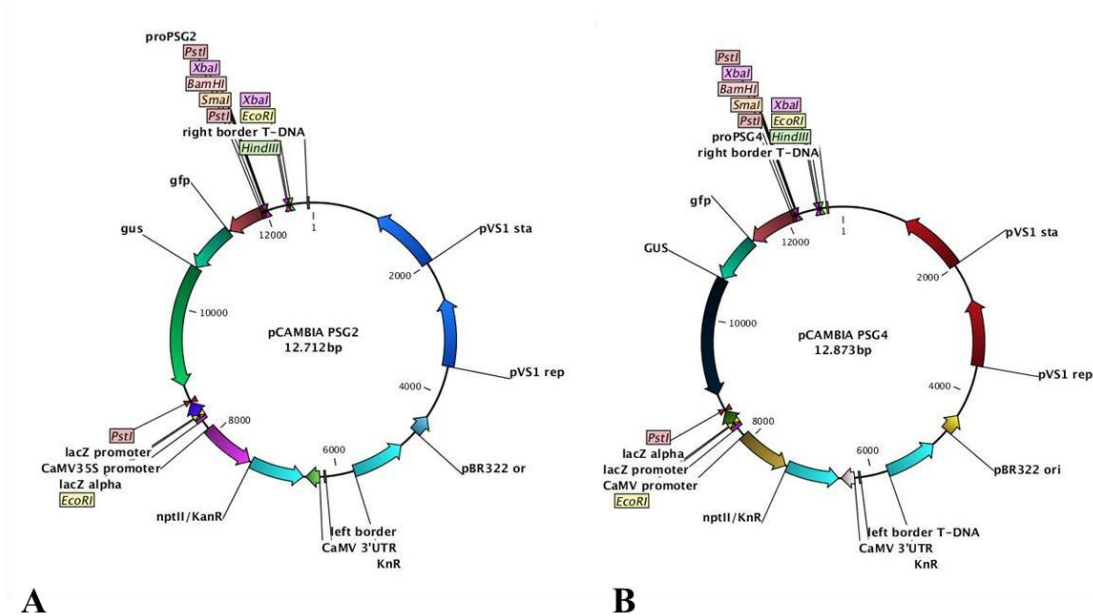 proPSG2
PstI
XbaI
BamHI
SmaI XbaI
PstI EcoRI
right border T-DNA
HindIII
gfp
gus
12000
1
pVS1 sta
2000
10000
pCAMBIA PSG2
12.712bp
pVS1 rep
4000
8000
6000
PstI
lacZ promoter
CaMV35S promoter
lacZ alpha
EcoRI
pBR322 or
nptII/KanR
left border
CaMV 3'UTR
KnR
A
PstI
XbaI
BamHI
SmaI XbaI
PstI EcoRI
proPSG4 HindIII
right border T-DNA
gfp
GUS
12000
1
pVS1 sta
2000
10000
pCAMBIA PSG4
12.873bp
pVS1 rep
4000
8000
6000
PstI
lacZ alpha
lacZ promoter
CaMV promoter
EcoRI
pBR322 ori
nptII/KnR
left border T-DNA
CaMV 3'UTR
KnR
B